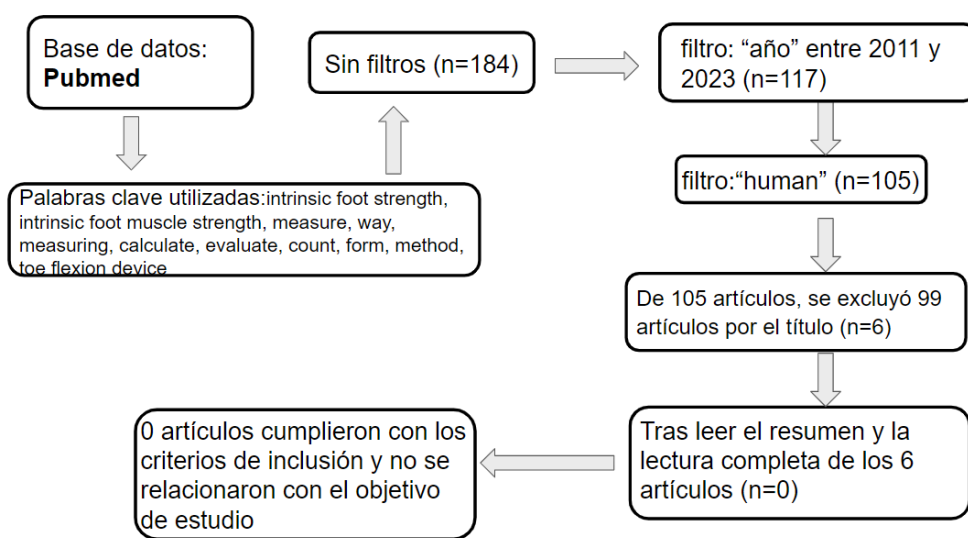 Base de datos:
Pubmed
Palabras clave utilizadas:intrinsic foot strength,
intrinsic foot muscle strength, measure, way,
measuring, calculate, evaluate, count, form, method,
toe flexion device
Sin filtros (n=184)
filtro: “año” entre 2011 y
2023 (n=117)
filtro:“human” (n=105)
De 105 artículos, se excluyó 99
artículos por el título (n=6)
Tras leer el resumen y la
lectura completa de los 6
artículos (n=0)
0 artículos cumplieron con los
criterios de inclusión y no se
relacionaron con el objetivo
de estudio